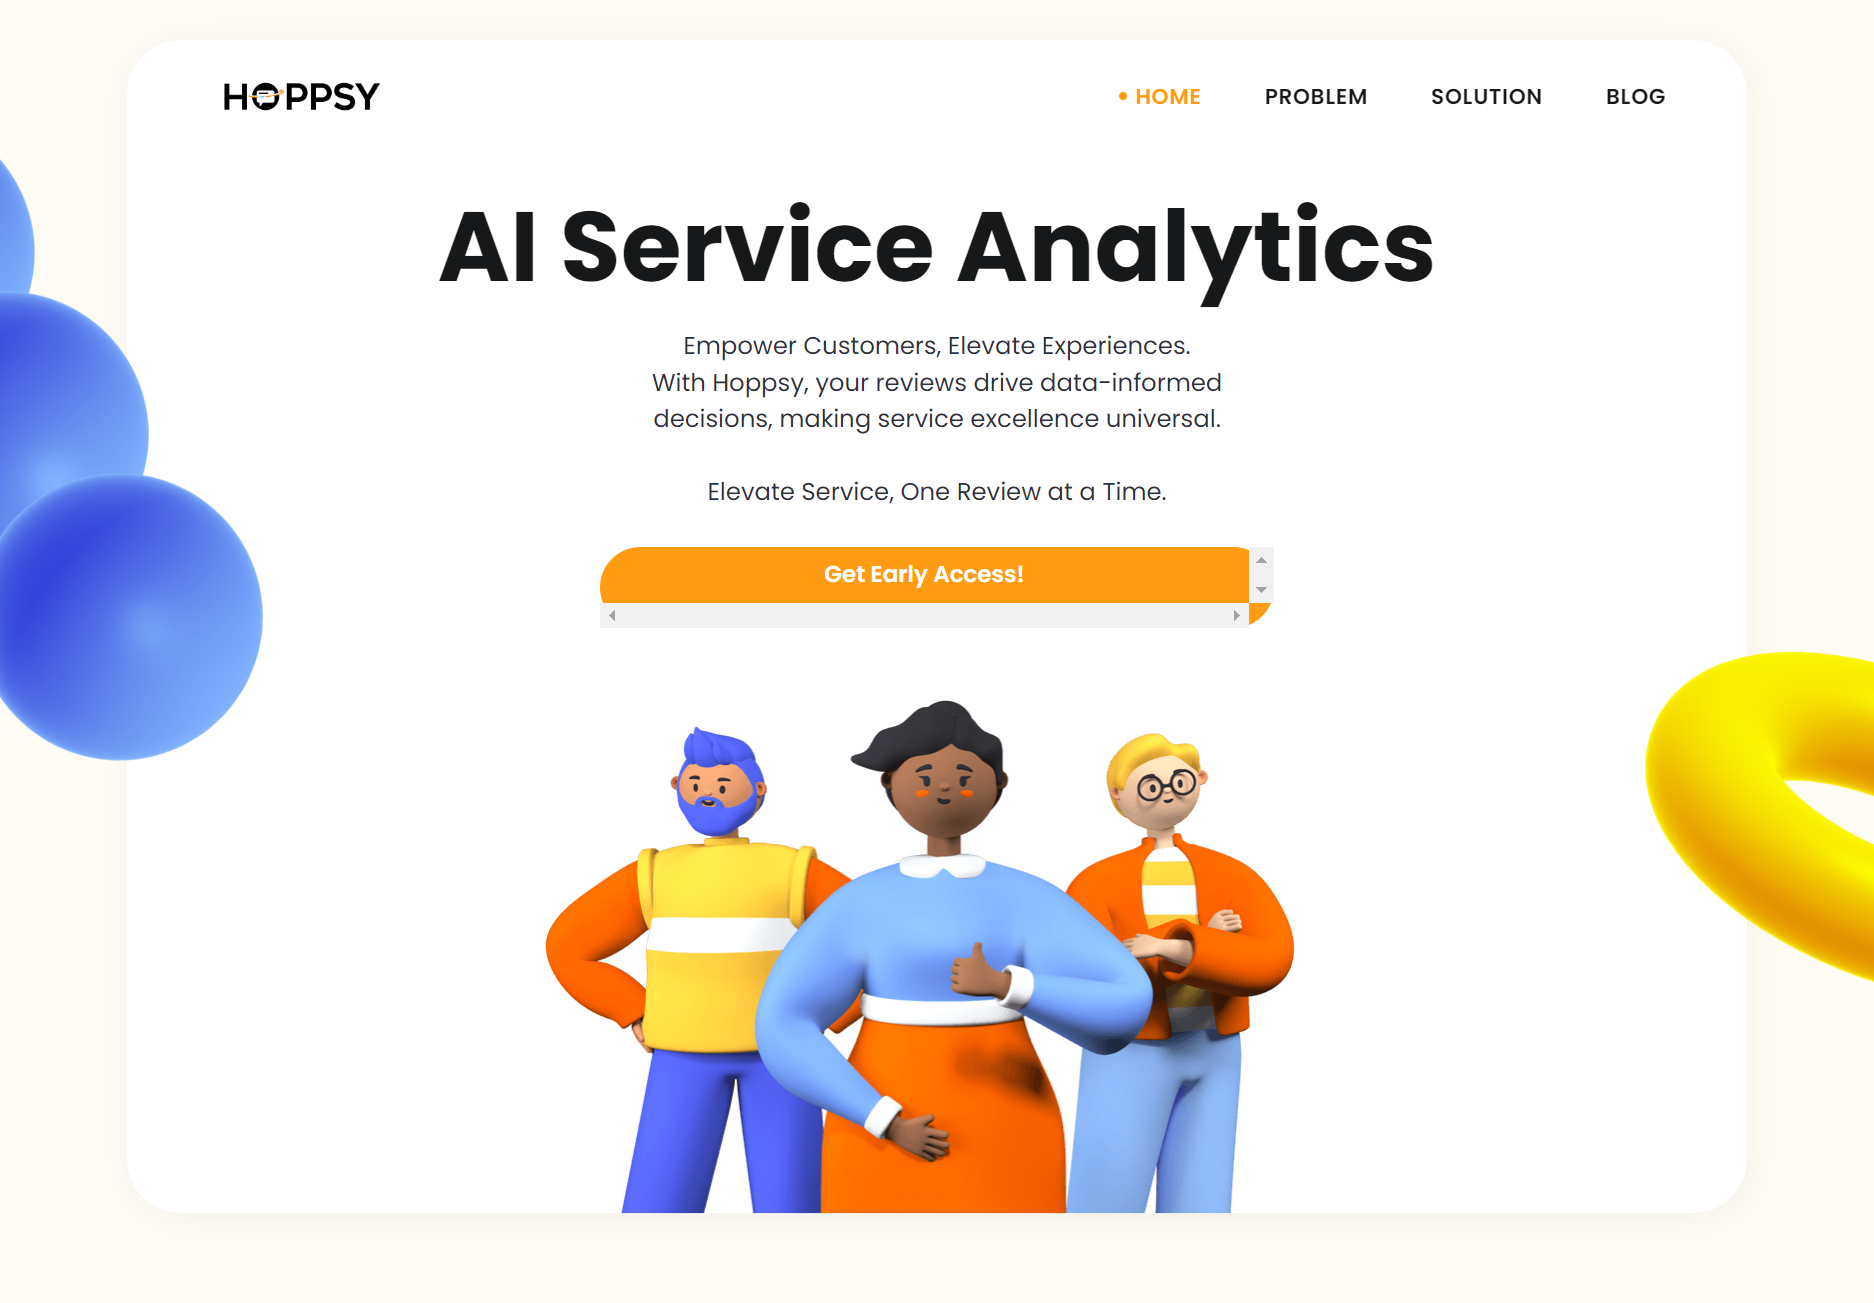 HOPPSY
HOME PROBLEM SOLUTION BLOG
AI Service Analytics
Empower Customers, Elevate Experiences.
With Hoppsy, your reviews drive data-informed
decisions, making service excellence universal.
Elevate Service, One Review at a Time.
Get Early Access!